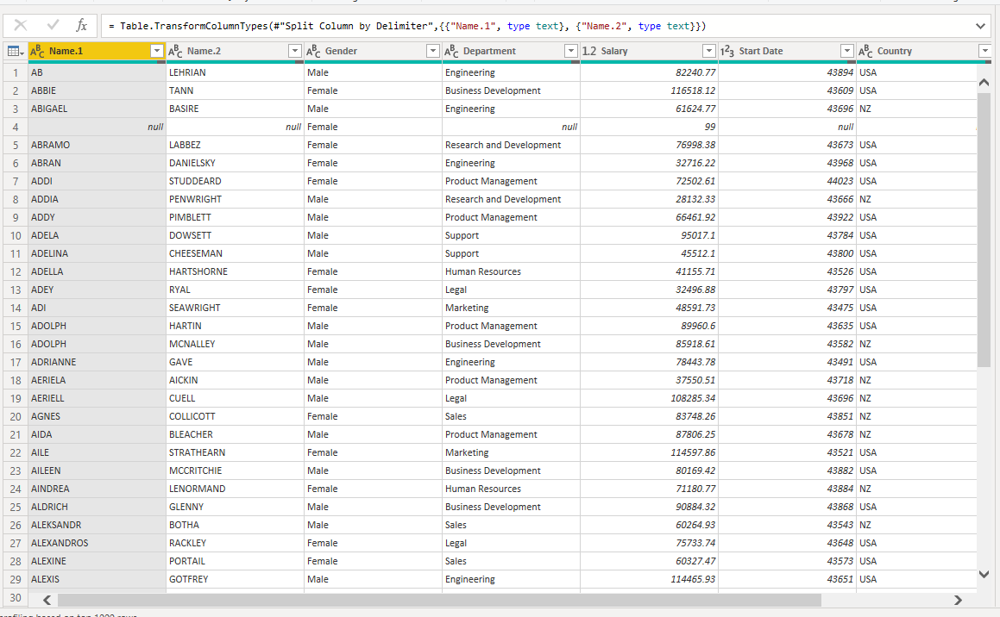 = Table.TransformColumnTypes(#"Split Column by Delimiter",{{"Name.1", type text}, {"Name.2", type text}})
Name.1 Name.2 Gender Department 1.2 Salary 123 Start Date Country
1 AB LEHRIAN Male Engineering 82240.77 43894 USA
2 ABBIE TANN Female Business Development 116518.12 43609 USA
3 ABIGAEL BASIRE Male Engineering 61624.77 43696 NZ
4 null null Female null 99 null
5 ABRAMO LABBEZ Female Research and Development 76998.38 43673 USA
6 ABRAN DANIELSKY Female Engineering 32716.22 43968 USA
7 ADDI STUDDEARD Female Product Management 72502.61 44023 USA
8 ADDIA PENWRIGHT Male Research and Development 28132.33 43666 NZ
9 ADDY PIMBLETT Male Product Management 66461.92 43922 USA
10 ADELA DOWSETT Male Support 95017.1 43784 USA
11 ADELINA CHEESEMAN Male Support 45512.1 43800 USA
12 ADELLA HARTSHORNE Female Human Resources 41155.71 43526 USA
13 ADEY RYAL Female Legal 32496.88 43797 USA
14 ADI SEAWRIGHT Female Marketing 48591.73 43475 USA
15 ADOLPH HARTIN Male Product Management 89960.6 43635 USA
16 ADOLPH MCNALLEY Male Business Development 85918.61 43582 NZ
17 ADRIANNE GAVE Male Engineering 78443.78 43491 USA
18 AERIELA AICKIN Male Product Management 37550.51 43718 NZ
19 AERIELL CUELL Male Legal 108285.34 43696 NZ
20 AGNES COLLICOTT Female Sales 83748.26 43851 NZ
21 AIDA BLEACHER Male Product Management 87806.25 43678 NZ
22 AILE STRATHEARN Female Marketing 114597.86 43521 USA
23 AILEEN MCCRITCHIE Male Business Development 80169.42 43882 USA
24 AINDREA LENORMAND Female Human Resources 71180.77 43884 NZ
25 ALDRICH GLENNY Male Business Development 90884.32 43868 USA
26 ALEKSANDR BOTHA Male Sales 60264.93 43543 NZ
27 ALEXANDROS RACKLEY Female Legal 75733.74 43648 USA
28 ALEXINE PORTAIL Female Sales 60327.47 43573 USA
29 ALEXIS GOTFREY Male Engineering 114465.93 43651 USA
30